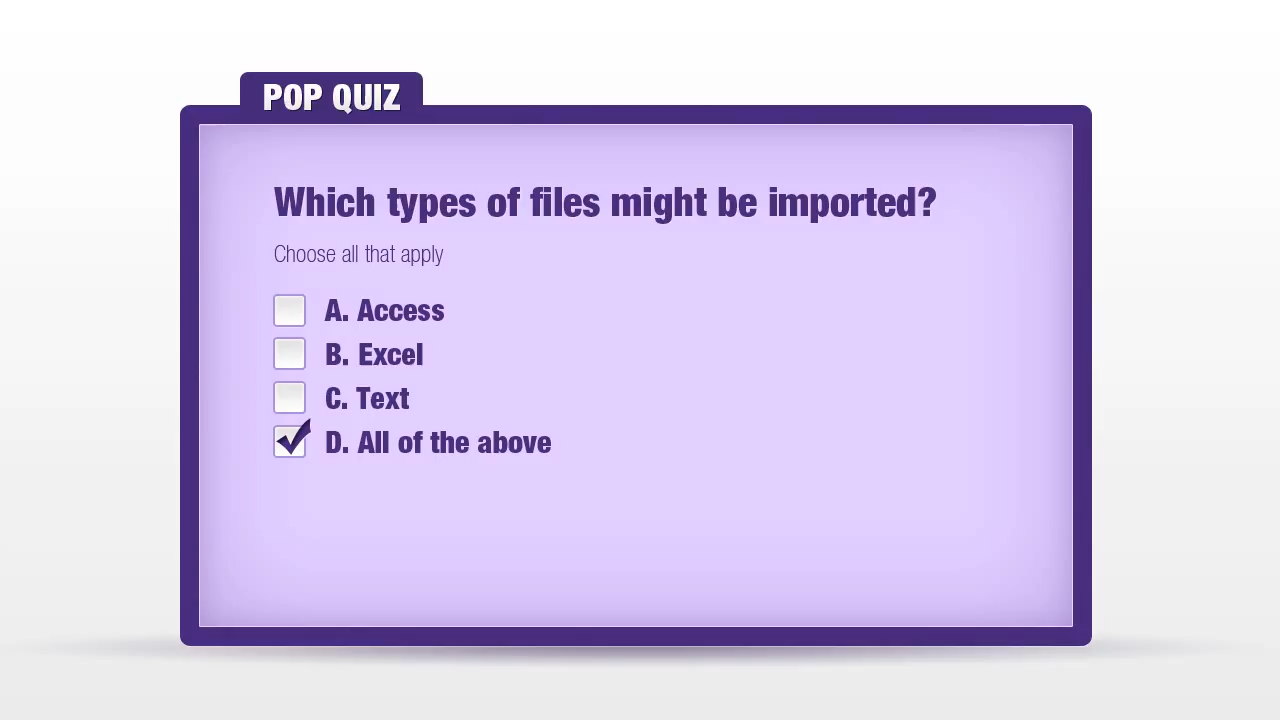 POP QUIZ
Which types of files might be imported?
Choose all that apply
A. Access
B. Excel
C. Text
D. All of the above